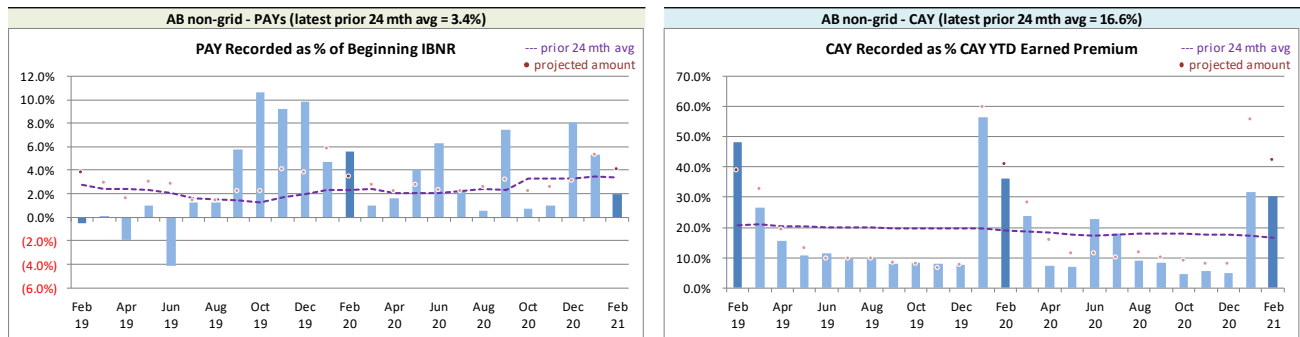 AB non-grid - PAYs (latest prior 24 mth avg = 3.4%)
PAY Recorded as % of Beginning IBNR
--- prior 24 mth avg
• projected amount
12.0%
10.0%
8.0%
6.0%
4.0%
2.0%
0.0%
(2.0%)
(4.0%)
(6.0%)
Feb Apr Jun Aug Oct Dec Feb Apr Jun Aug Oct Dec Feb
19 19 19 19 19 19 20 20 20 20 20 20 21
AB non-grid - CAY (latest prior 24 mth avg = 16.6%)
CAY Recorded as % CAY YTD Earned Premium
--- prior 24 mth avg
• projected amount
70.0%
60.0%
50.0%
40.0%
30.0%
20.0%
10.0%
0.0%
Feb Apr Jun Aug Oct Dec Feb Apr Jun Aug Oct Dec Feb
19 19 19 19 19 19 20 20 20 20 20 20 21